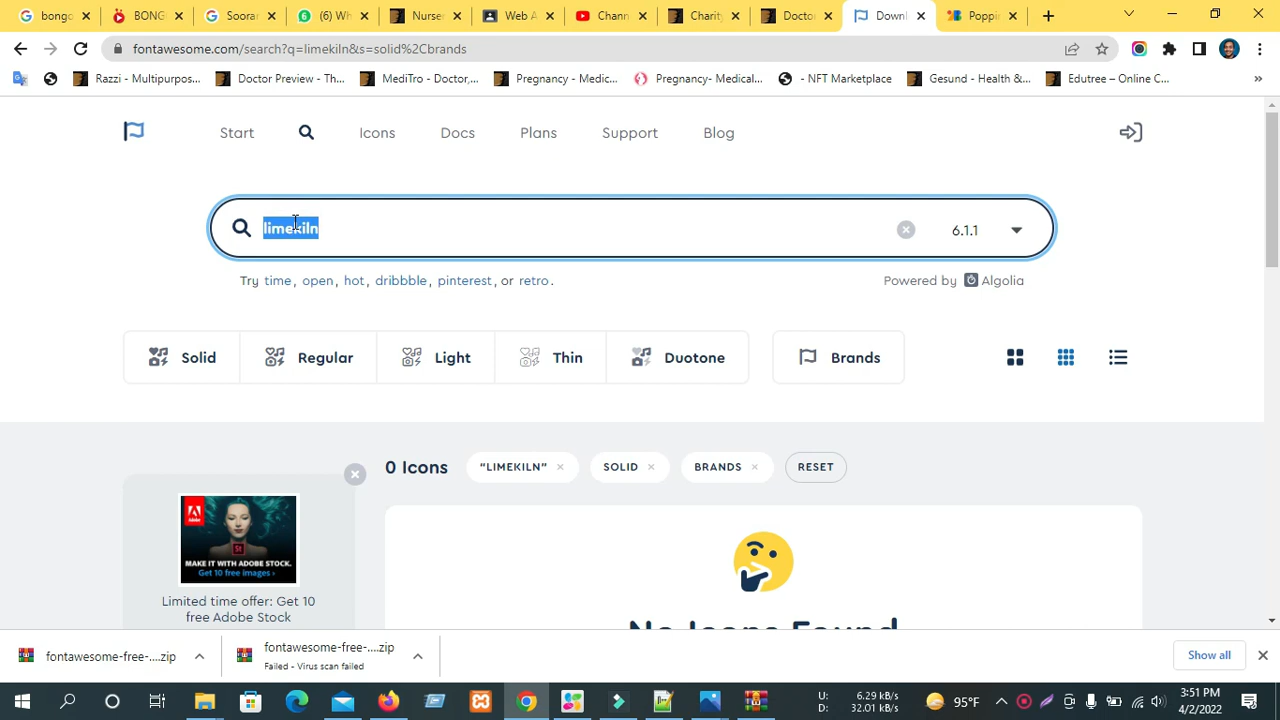 bongo
BONG
Soorar
(6) Wh
Nurser
Web A
Chann
Charity
Doctor
Downl
Poppin
fontawesome.com/search?q=limekiln&s=solid%2Cbrands
Razzi - Multipurpos...
Doctor Preview - Th...
MediTro - Doctor,...
Pregnancy - Medic...
Pregnancy- Medical...
- NFT Marketplace
Gesund - Health &...
Edutree – Online C...
Start
Icons
Docs
Plans
Support
Blog
limekiln
6.1.1
Try time, open, hot, dribbble, pinterest, or retro.
Powered by Algolia
Solid
Regular
Light
Thin
Duotone
Brands
0 Icons
"LIMEKILN"
SOLID
BRANDS
RESET
MAKE IT WITH ADOBE STOCK.
Get 10 free images ›
St
Limited time offer: Get 10
free Adobe Stock
No Icons Found
fontawesome-free-....zip
fontawesome-free-....zip
Failed - Virus scan failed
Show all
U: 6.29 kB/s
D: 32.01 kB/s
95°F
3:51 PM
4/2/2022